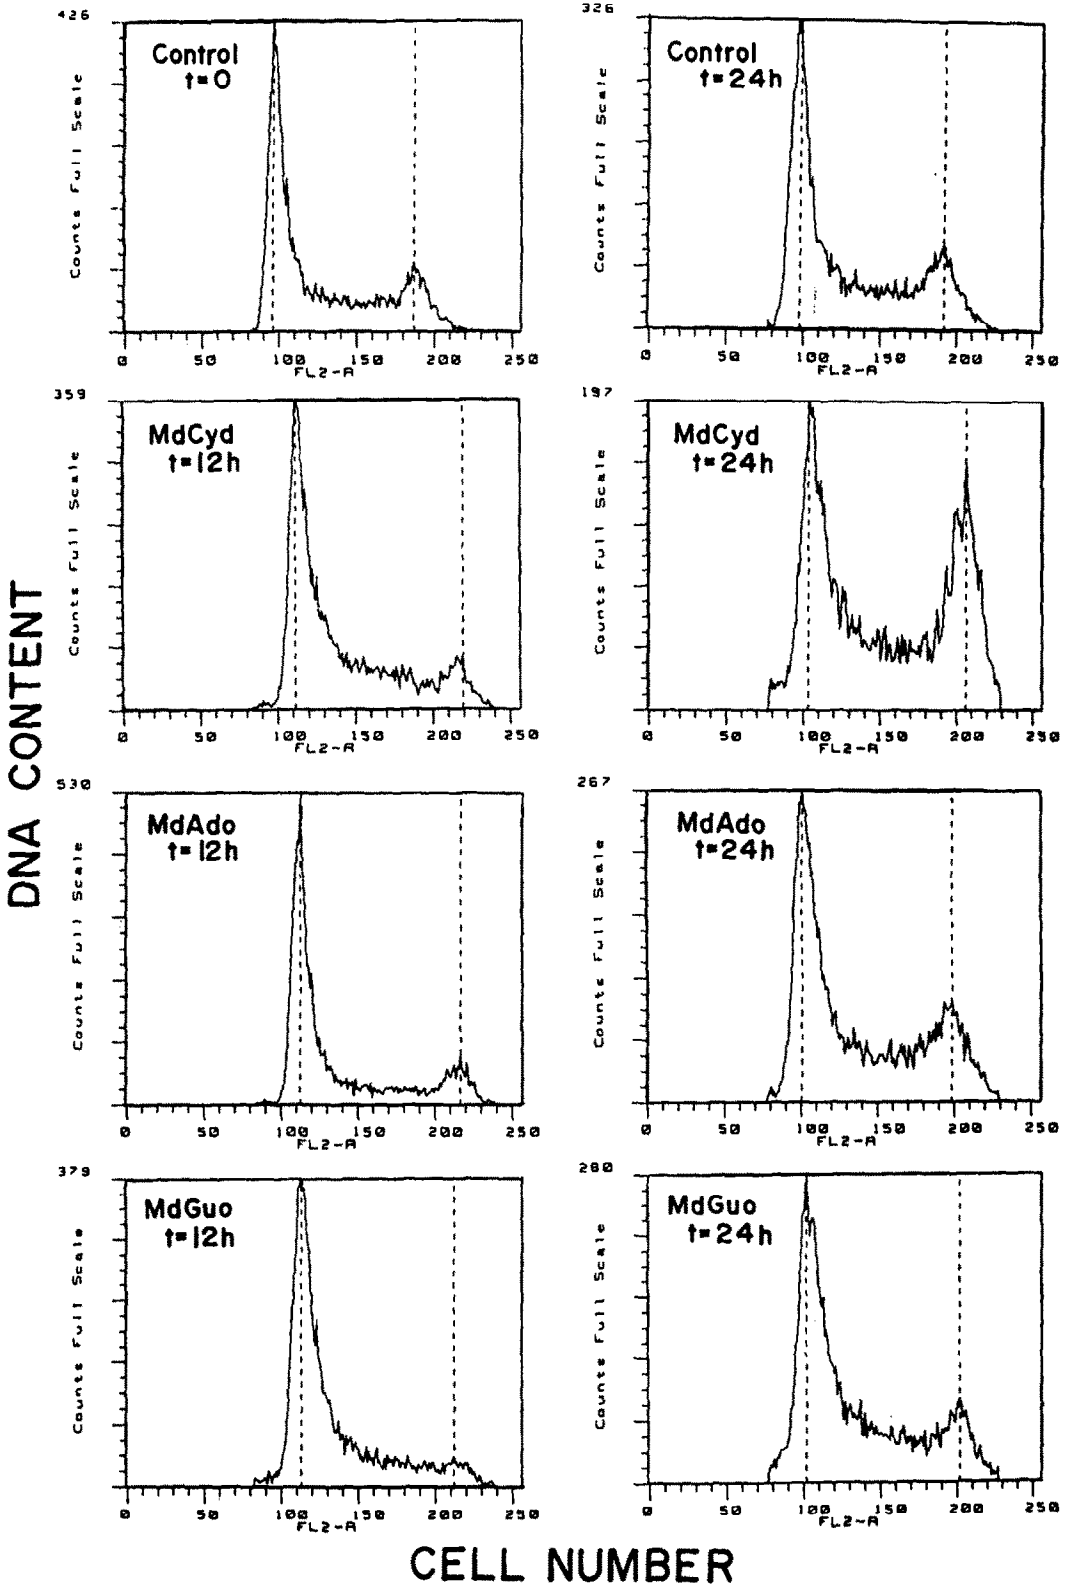 426
Control
t=0
Counts Full Scale
0 50 100 150 200 250
FL2-A
326
Control
t=24h
Counts Full Scale
0 50 100 150 200 250
FL2-A
359
MdCyd
t=12h
Counts Full Scale
0 50 100 150 200 250
FL2-A
197
MdCyd
t=24h
Counts Full Scale
0 50 100 150 200 250
FL2-A
DNA CONTENT
530
MdAdo
t=12h
Counts Full Scale
0 50 100 150 200 250
FL2-A
267
MdAdo
t=24h
Counts Full Scale
0 50 100 150 200 250
FL2-A
379
MdGuo
t=12h
Counts Full Scale
0 50 100 150 200 250
FL2-A
280
MdGuo
t=24h
Counts Full Scale
0 50 100 150 200 250
FL2-A
CELL NUMBER